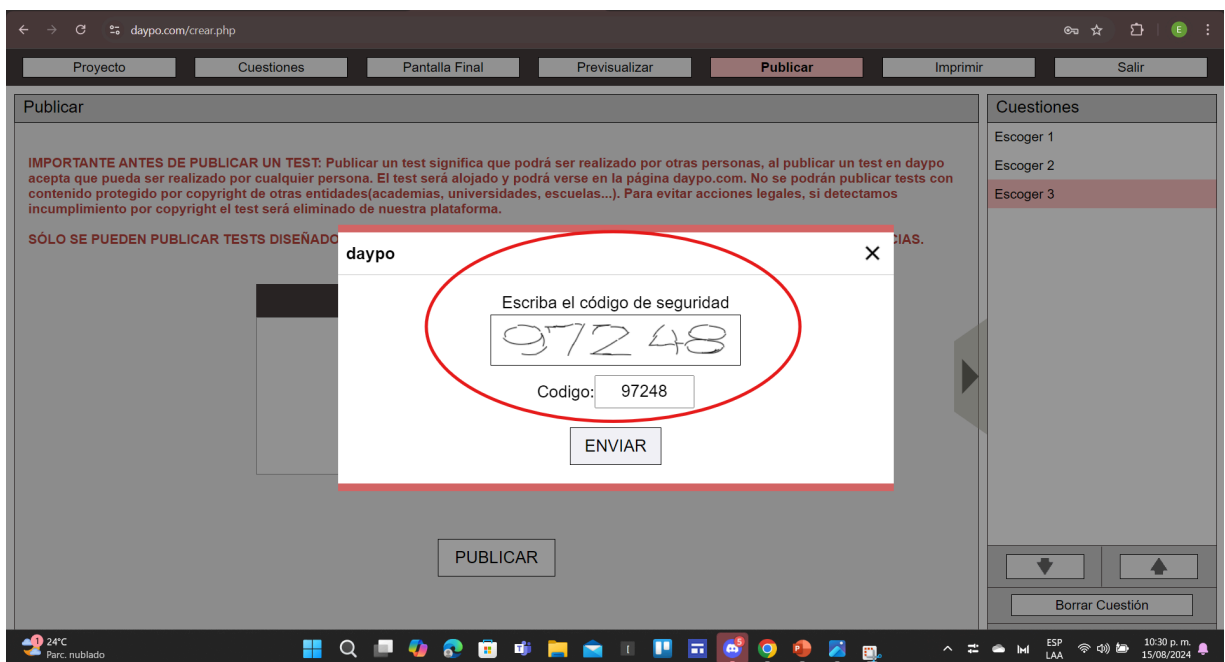 daypo.com/crear.php
E
Proyecto Cuestiones Pantalla Final Previsualizar Publicar Imprimir Salir
Publicar
IMPORTANTE ANTES DE PUBLICAR UN TEST: Publicar un test significa que podrá ser realizado por otras personas, al publicar un test en daypo
acepta que pueda ser realizado por cualquier persona. El test será alojado y podrá verse en la página daypo.com. No se podrán publicar tests con
contenido protegido por copyright de otras entidades(academias, universidades, escuelas...). Para evitar acciones legales, si detectamos
incumplimiento por copyright el test será eliminado de nuestra plataforma.
SÓLO SE PUEDEN PUBLICAR TESTS DISEÑADO
CIAS.
daypo
Escriba el código de seguridad
97248
Codigo: 97248
ENVIAR
PUBLICAR
Cuestiones
Escoger 1
Escoger 2
Escoger 3
Borrar Cuestión
1
24°C
Parc. nublado
ESP
LAA
10:30 p. m.
15/08/2024